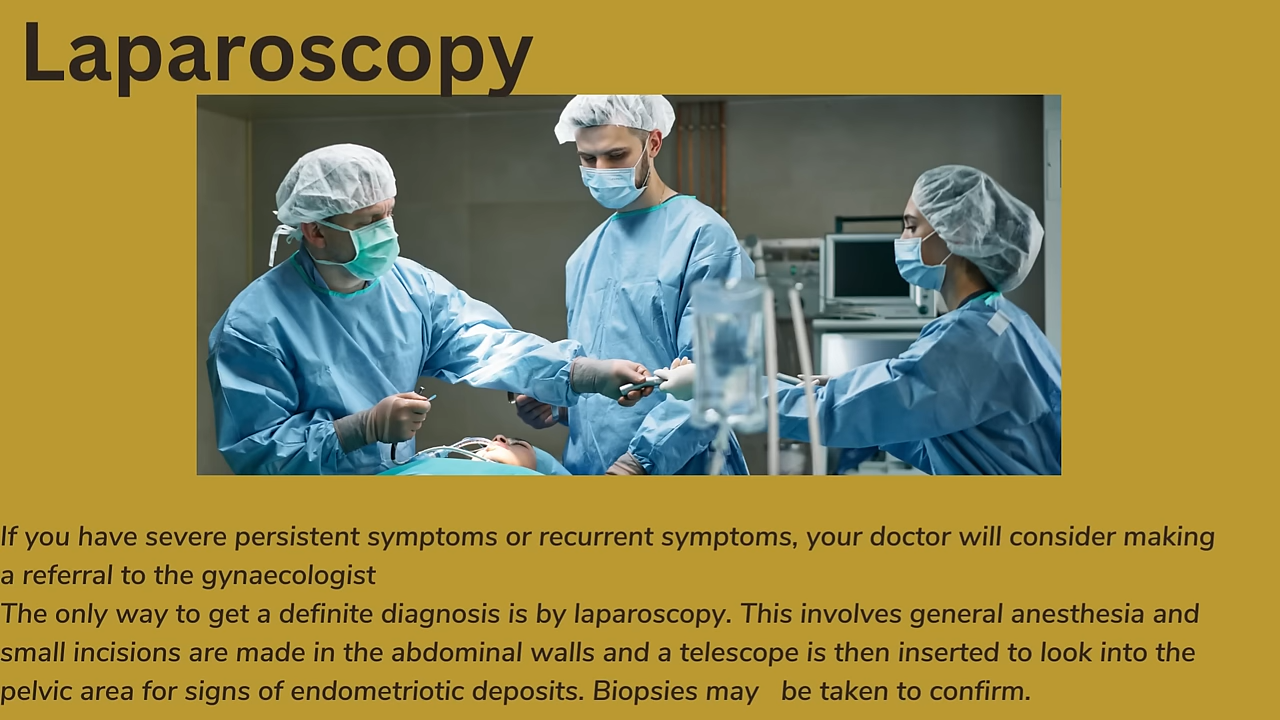 Laparoscopy
If you have severe persistent symptoms or recurrent symptoms, your doctor will consider making
a referral to the gynaecologist
The only way to get a definite diagnosis is by laparoscopy. This involves general anesthesia and
small incisions are made in the abdominal walls and a telescope is then inserted to look into the
pelvic area for signs of endometriotic deposits. Biopsies may   be taken to confirm.